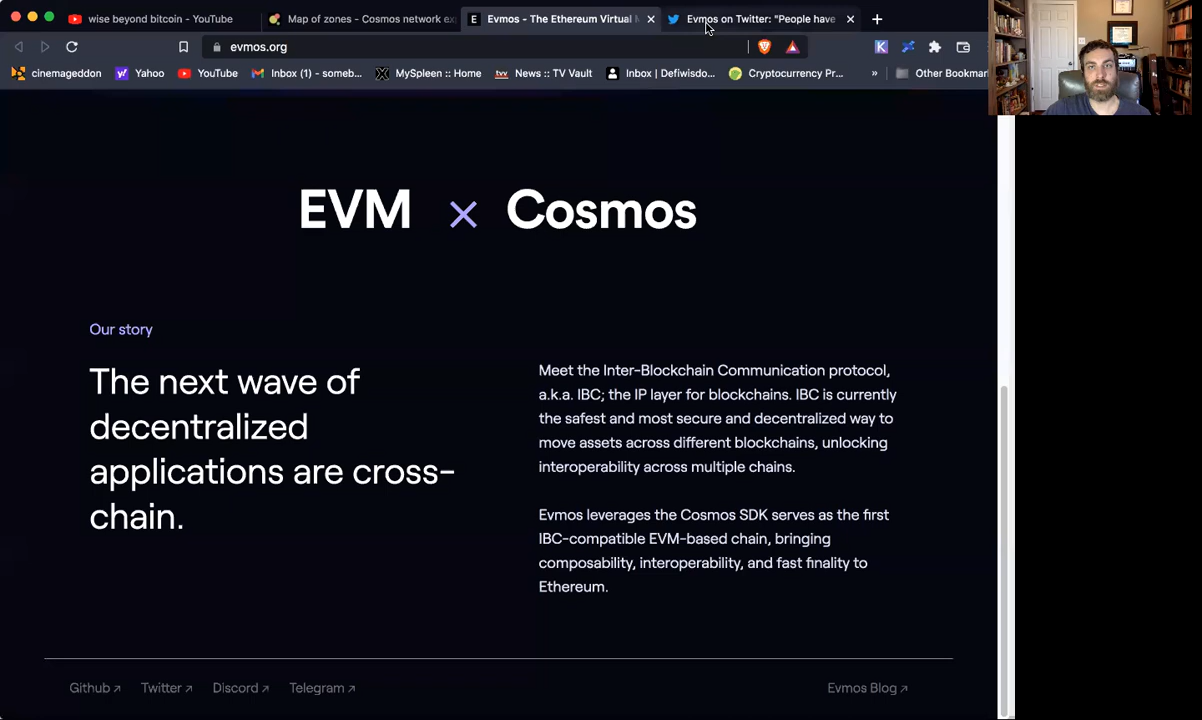 wise beyond bitcoin - YouTube
Map of zones - Cosmos network ex
Evmos - The Ethereum Virtual M
Evmos on Twitter: "People have
evmos.org
cinemageddon
Yahoo
YouTube
Inbox (1) - someb...
MySpleen :: Home
tvv
News :: TV Vault
Inbox | Defiwisdo...
Cryptocurrency Pr...
»
Other Bookmar
EVM × Cosmos
Our story
The next wave of
decentralized
applications are cross-
chain.
Meet the Inter-Blockchain Communication protocol,
a.k.a. IBC; the IP layer for blockchains. IBC is currently
the safest and most secure and decentralized way to
move assets across different blockchains, unlocking
interoperability across multiple chains.
Evmos leverages the Cosmos SDK serves as the first
IBC-compatible EVM-based chain, bringing
composability, interoperability, and fast finality to
Ethereum.
Github ↗
Twitter ↗
Discord ↗
Telegram ↗
Evmos Blog ↗